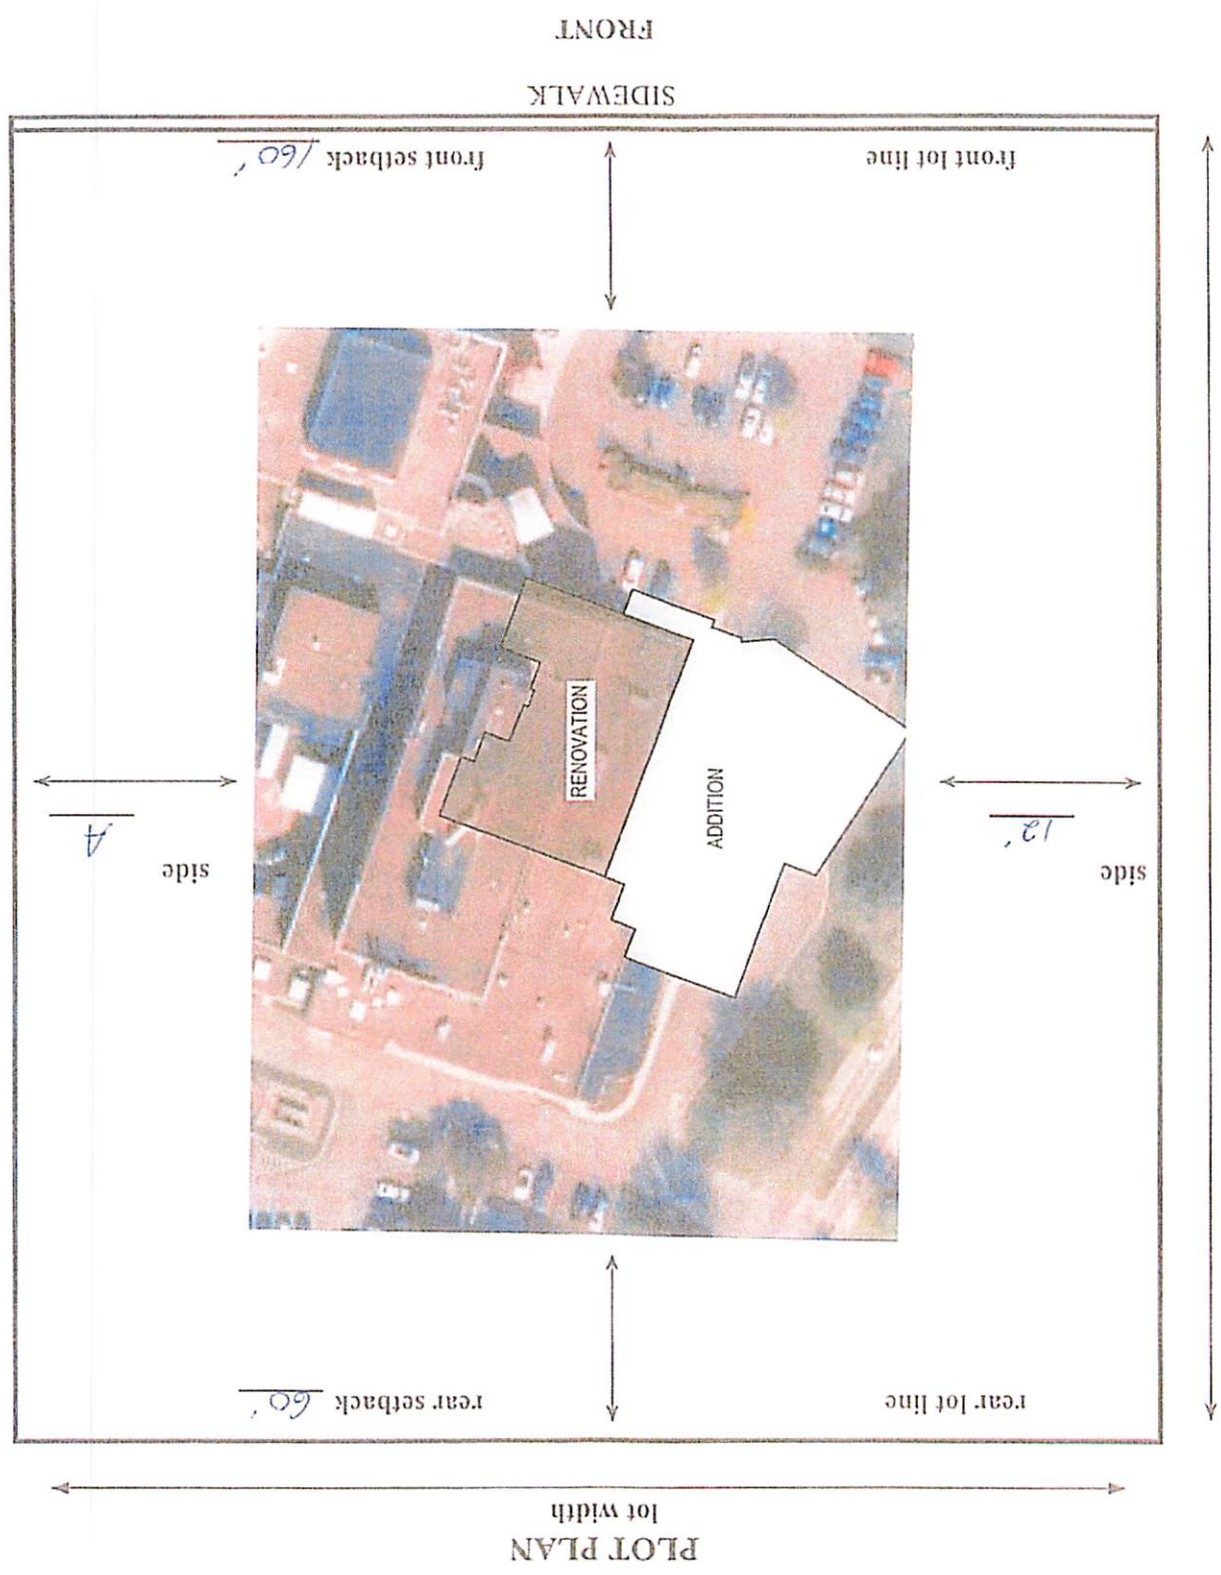 PLOT PLAN
lot width
rear lot line
rear setback 60'
side
12'
side
A
ADDITION
RENOVATION
front lot line
front setback 160'
SIDEWALK
FRONT